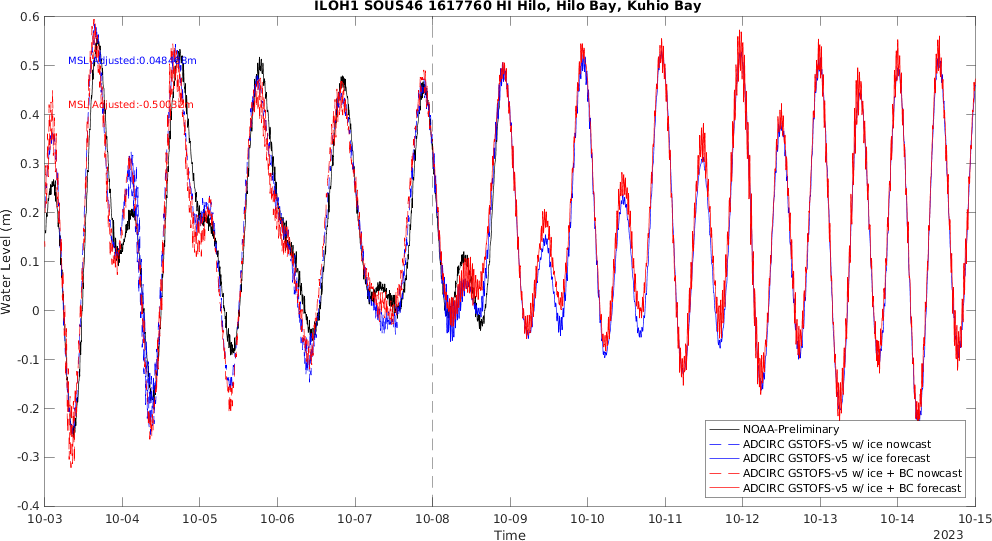 ILOH1 SOUS46 1617760 HI Hilo, Hilo Bay, Kuhio Bay
0.6
0.5
0.4
0.3
0.2
0.1
0
-0.1
-0.2
-0.3
-0.4
Water Level (m)
MSL Adjusted:
MSL Adjusted:
NOAA-Preliminary
ADCIRC GSTOFS-v5 w/ ice nowcast
ADCIRC GSTOFS-v5 w/ ice forecast
ADCIRC GSTOFS-v5 w/ ice + BC nowcast
ADCIRC GSTOFS-v5 w/ ice + BC forecast
10-03 10-04 10-05 10-06 10-07 10-08 10-09 10-10 10-11 10-12 10-13 10-14 10-15
Time
2023